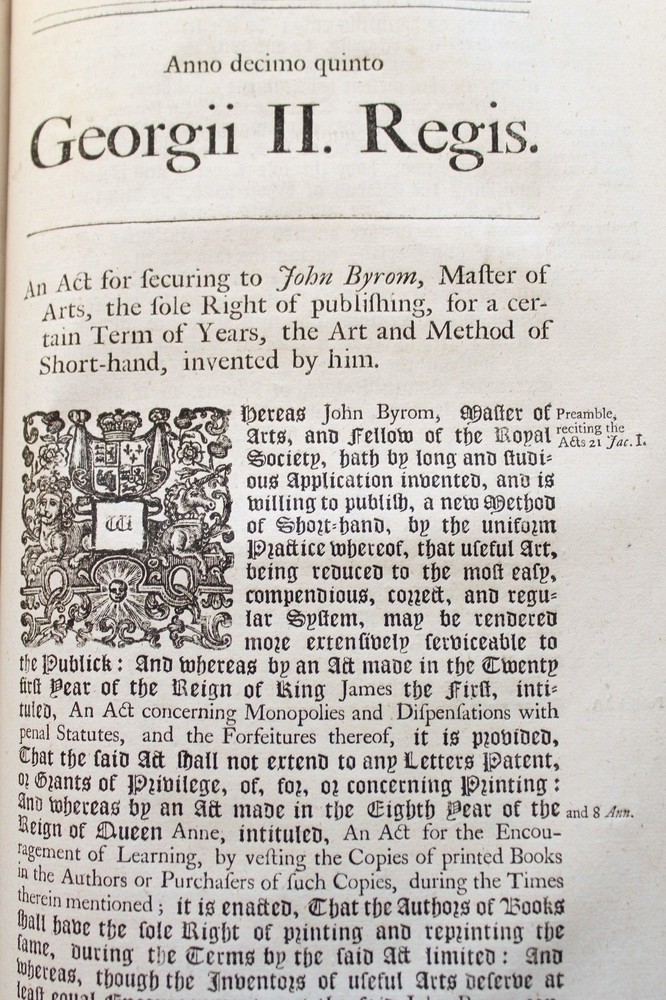 Anno decimo quinto
Georgii II. Regis.
An Act for ſecuring to John Byrom, Maſter of
Arts, the ſole Right of publiſhing, for a cer-
tain Term of Years, the Art and Method of
Short-hand, invented by him.
Whereas John Byrom, Maſter of
Arts, and Fellow of the Royal
Society, hath by long and ſtudi-
ous Application invented, and is
willing to publiſh, a new Method
of Short-hand, by the uniform
Practice whereof, that uſeful Art,
being reduced to the moſt eaſy,
compendious, correct, and regu-
lar Syſtem, may be rendered
more extenſively ſerviceable to
the Publick: And whereas by an Act made in the Twenty
firſt Year of the Reign of King James the Firſt, inti-
tuled, An Act concerning Monopolies and Diſpenſations with
penal Statutes, and the Forfeitures thereof, it is provided,
That the ſaid Act ſhall not extend to any Letters Patent,
or Grants of Privilege, of, for, or concerning Printing:
And whereas by an Act made in the Eighth Year of the
Reign of Queen Anne, intituled, An Act for the Encou-
ragement of Learning, by veſting the Copies of printed Books
in the Authors or Purchaſers of ſuch Copies, during the Times
therein mentioned; it is enacted, That the Authors of Books
ſhall have the ſole Right of printing and reprinting the
ſame, during the Terms by the ſaid Act limited: And
whereas, though the Inventors of uſeful Arts deſerve at
leaſt equal
Preamble,
reciting the
Acts 21 Jac. I.
and 8 Ann.